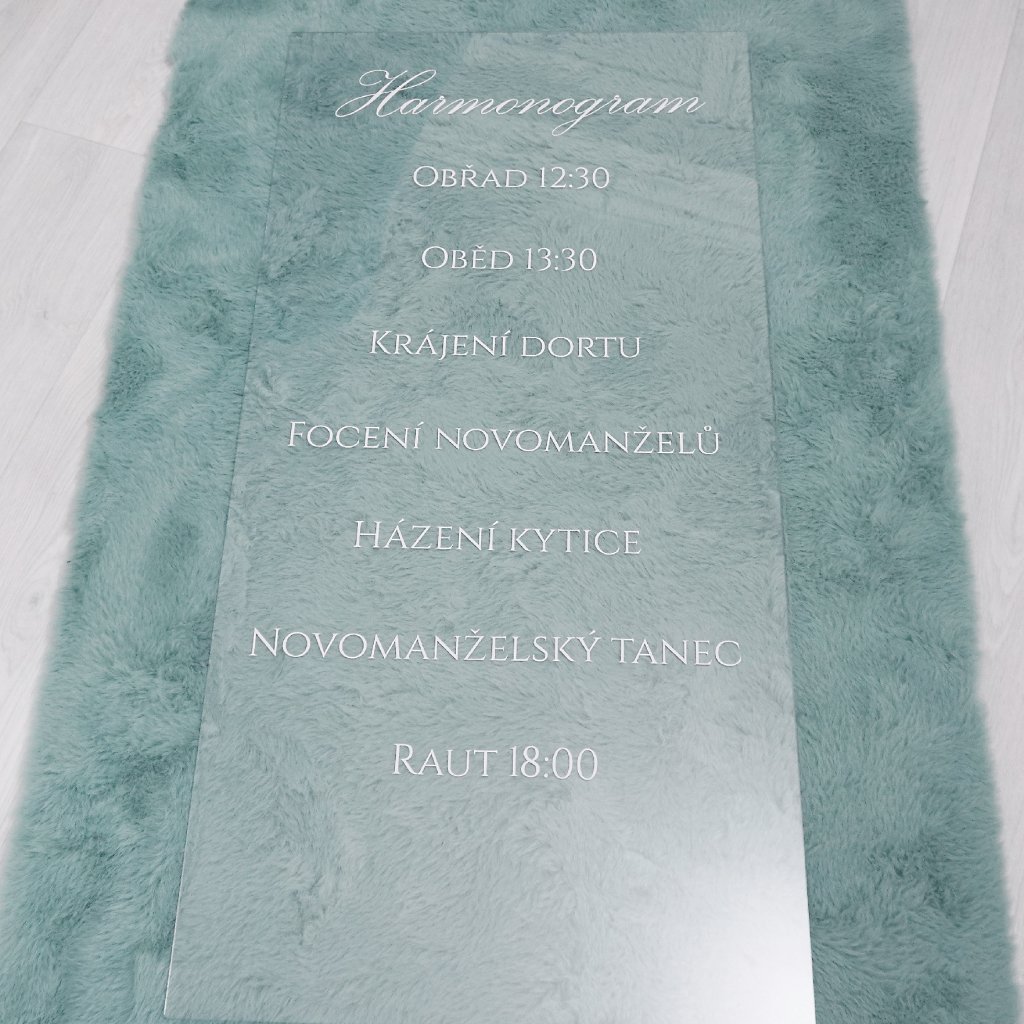 Harmonogram
Obřad 12:30
Oběd 13:30
Krájení dortu
Focení novomanželů
Házení kytice
Novomanželský tanec
Raut 18:00